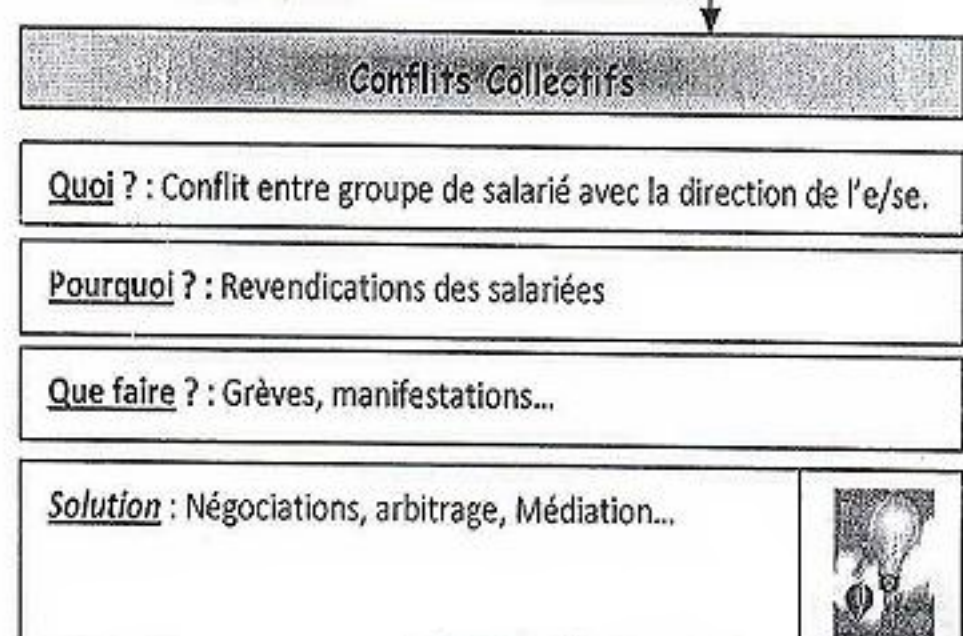 Conflits Collectifs
Quoi ? : Conflit entre groupe de salarié avec la direction de l'e/se.
Pourquoi ? : Revendications des salariées
Que faire ? : Grèves, manifestations...
Solution : Négociations, arbitrage, Médiation...